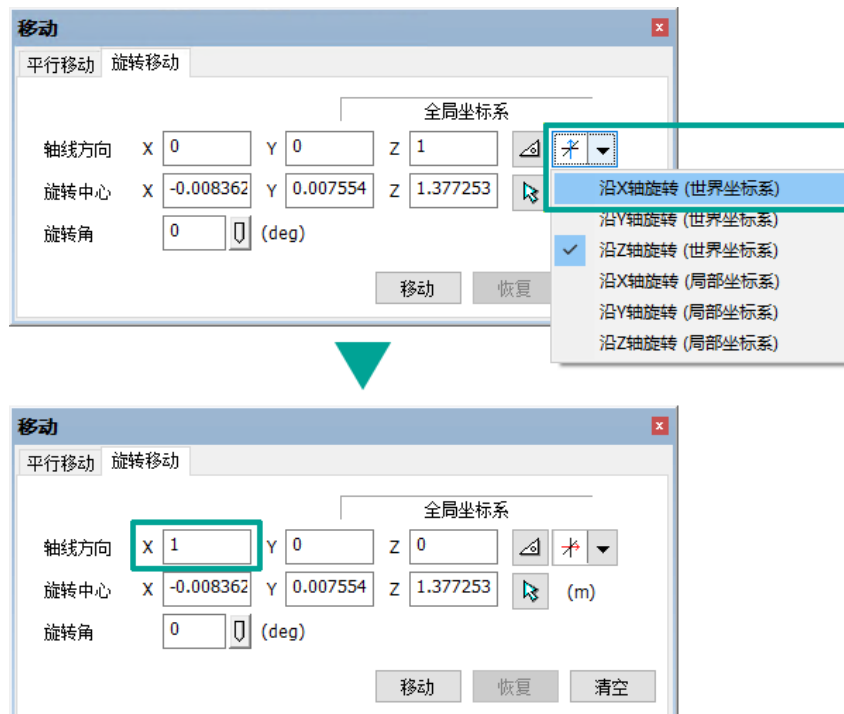 移动
平行移动 旋转移动
全局坐标系
轴线方向 X 0 Y 0 Z 1
旋转中心 X -0.008362 Y 0.007554 Z 1.377253
旋转角 0 (deg)
移动 恢复
沿X轴旋转 (世界坐标系)
沿Y轴旋转 (世界坐标系)
沿Z轴旋转 (世界坐标系)
沿X轴旋转 (局部坐标系)
沿Y轴旋转 (局部坐标系)
沿Z轴旋转 (局部坐标系)
移动
平行移动 旋转移动
全局坐标系
轴线方向 X 1 Y 0 Z 0
旋转中心 X -0.008362 Y 0.007554 Z 1.377253 (m)
旋转角 0 (deg)
移动 恢复 清空